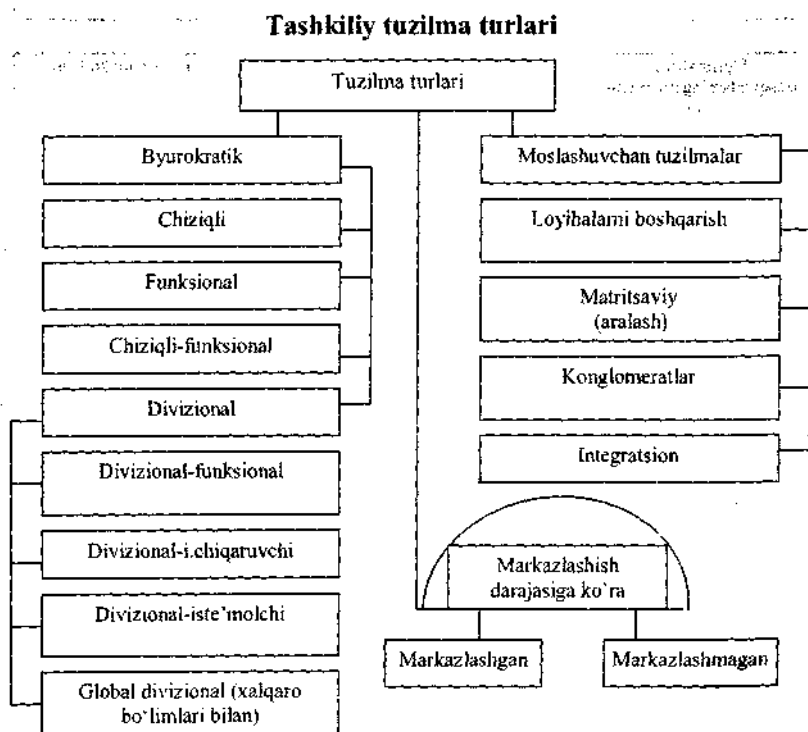 Tashkiliy tuzilma turlari
Tuzilma turlari
Byurokratik
Chiziqli
Funksional
Chiziqli-funksional
Divizional
Divizional-funksional
Divizional-i.chiqaruvchi
Divizional-iste’molchi
Global divizional (xalqaro
bo‘limlari bilan)
Moslashuvchan tuzilmalar
Loyihalarni boshqarish
Matritsaviy
(aralash)
Konglomeratlar
Integratsion
Markazlashish
darajasiga ko‘ra
Markazlashgan
Markazlashmagan